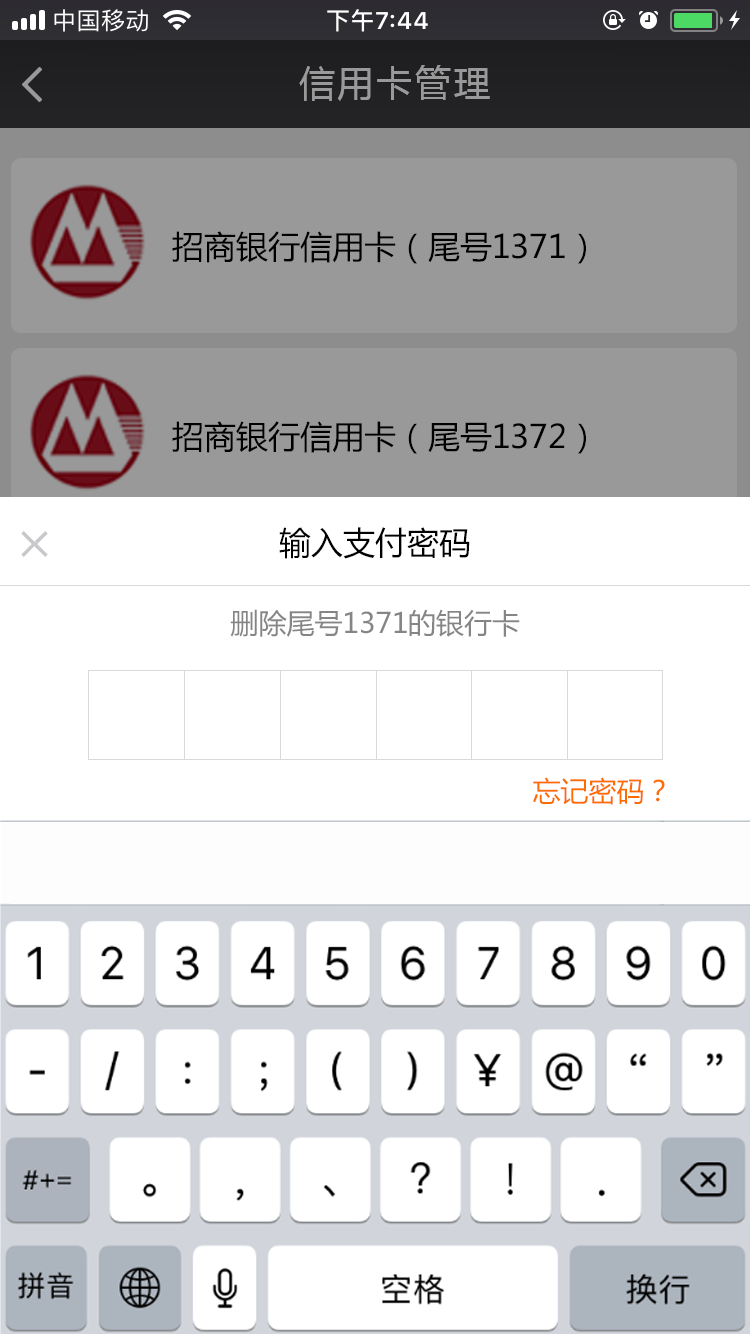 中国移动 下午7:44
信用卡管理
招商银行信用卡（尾号1371）
招商银行信用卡（尾号1372）
输入支付密码
删除尾号1371的银行卡
忘记密码？
1 2 3 4 5 6 7 8 9 0
- / : ; ( ) ¥ @ “ ”
#+= 。 , 、 ? ! .
拼音 空格 换行